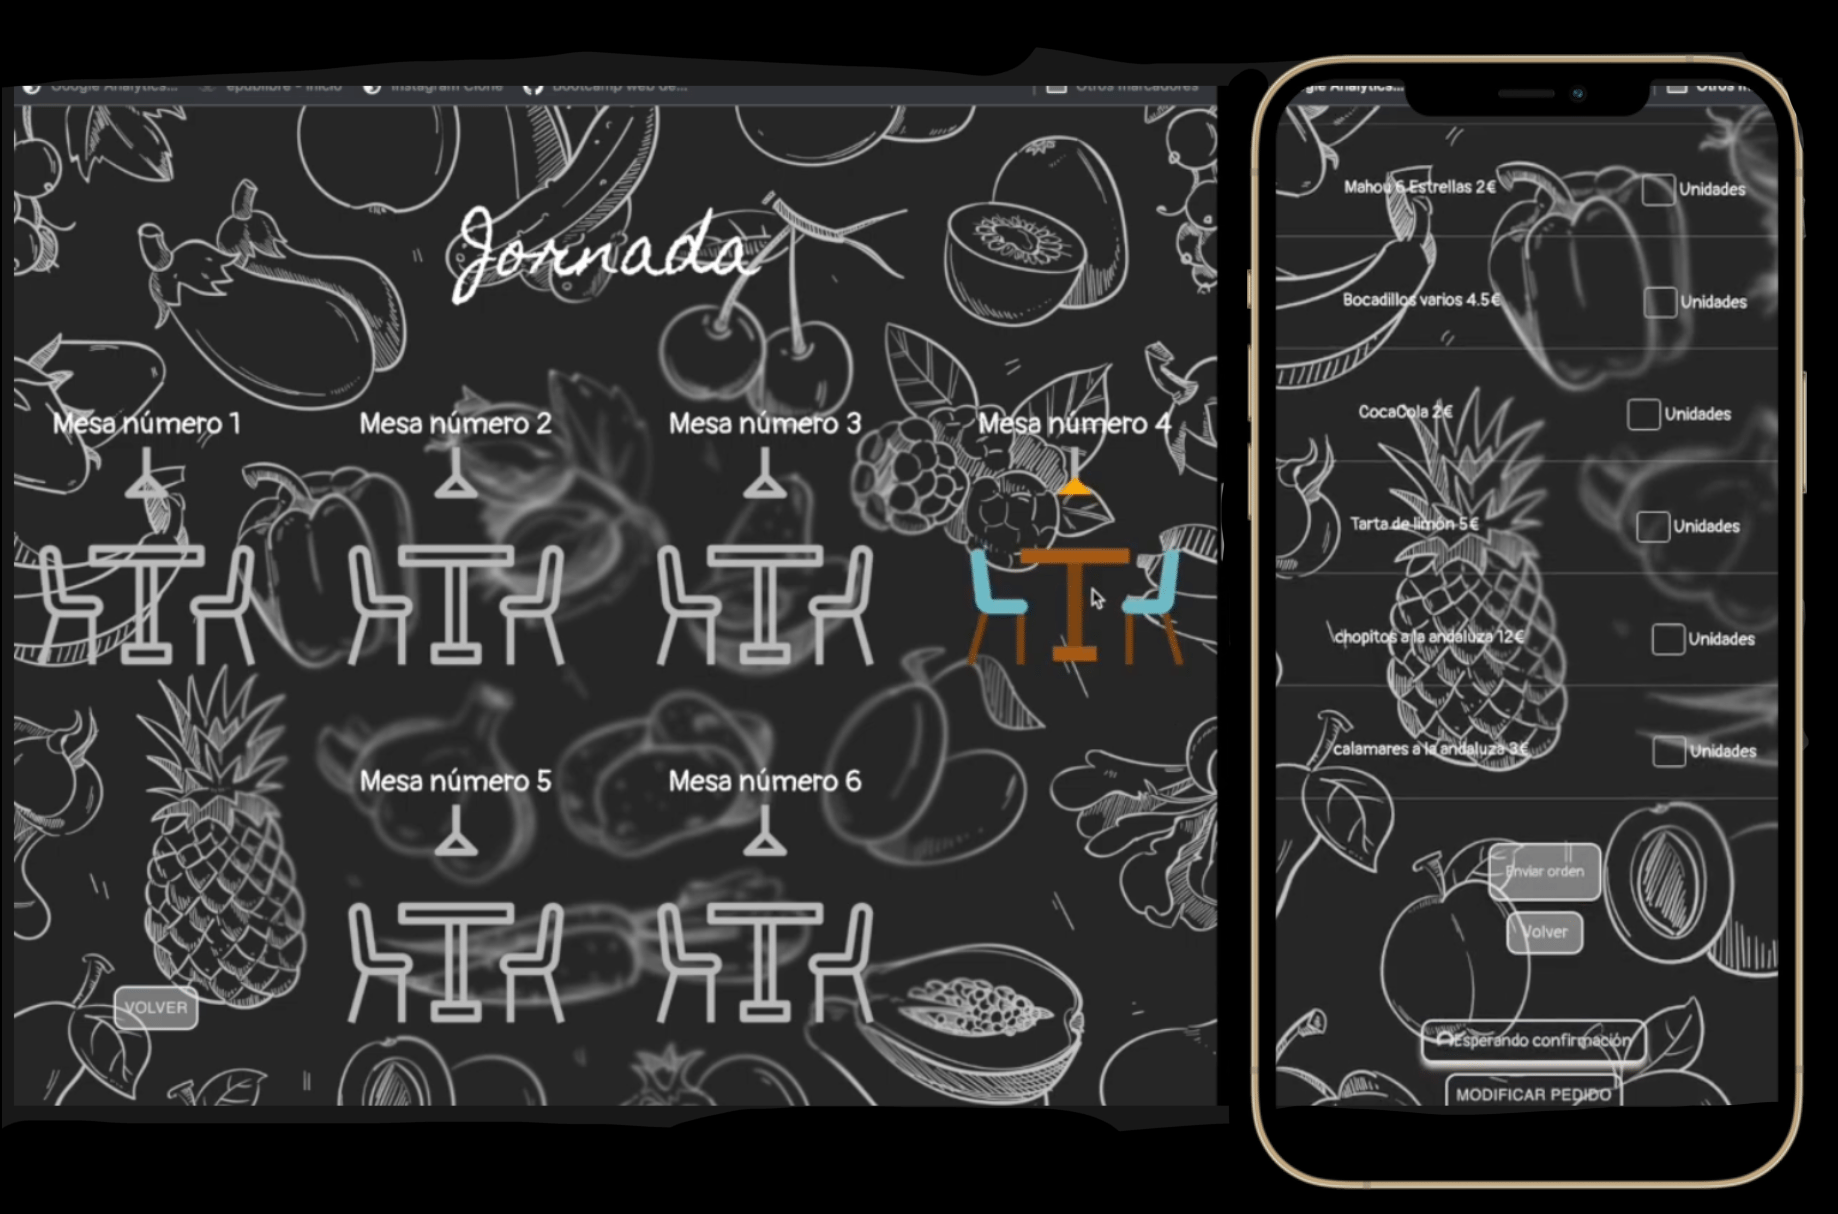 Google Analytics...
epublibre - Inicio
Instagram Clone
Bootcamp web de...
Otros marcadores
Jornada
Mesa número 1
Mesa número 2
Mesa número 3
Mesa número 4
Mesa número 5
Mesa número 6
VOLVER
gle Analytics...
Otros m...
Mahou 6 Estrellas 2€
Unidades
Bocadillos varios 4.5€
Unidades
CocaCola 2€
Unidades
Tarta de limón 5€
Unidades
chopitos a la andaluza 12€
Unidades
calamares a la andaluza 3€
Unidades
Enviar orden
Volver
Esperando confirmación
MODIFICAR PEDIDO